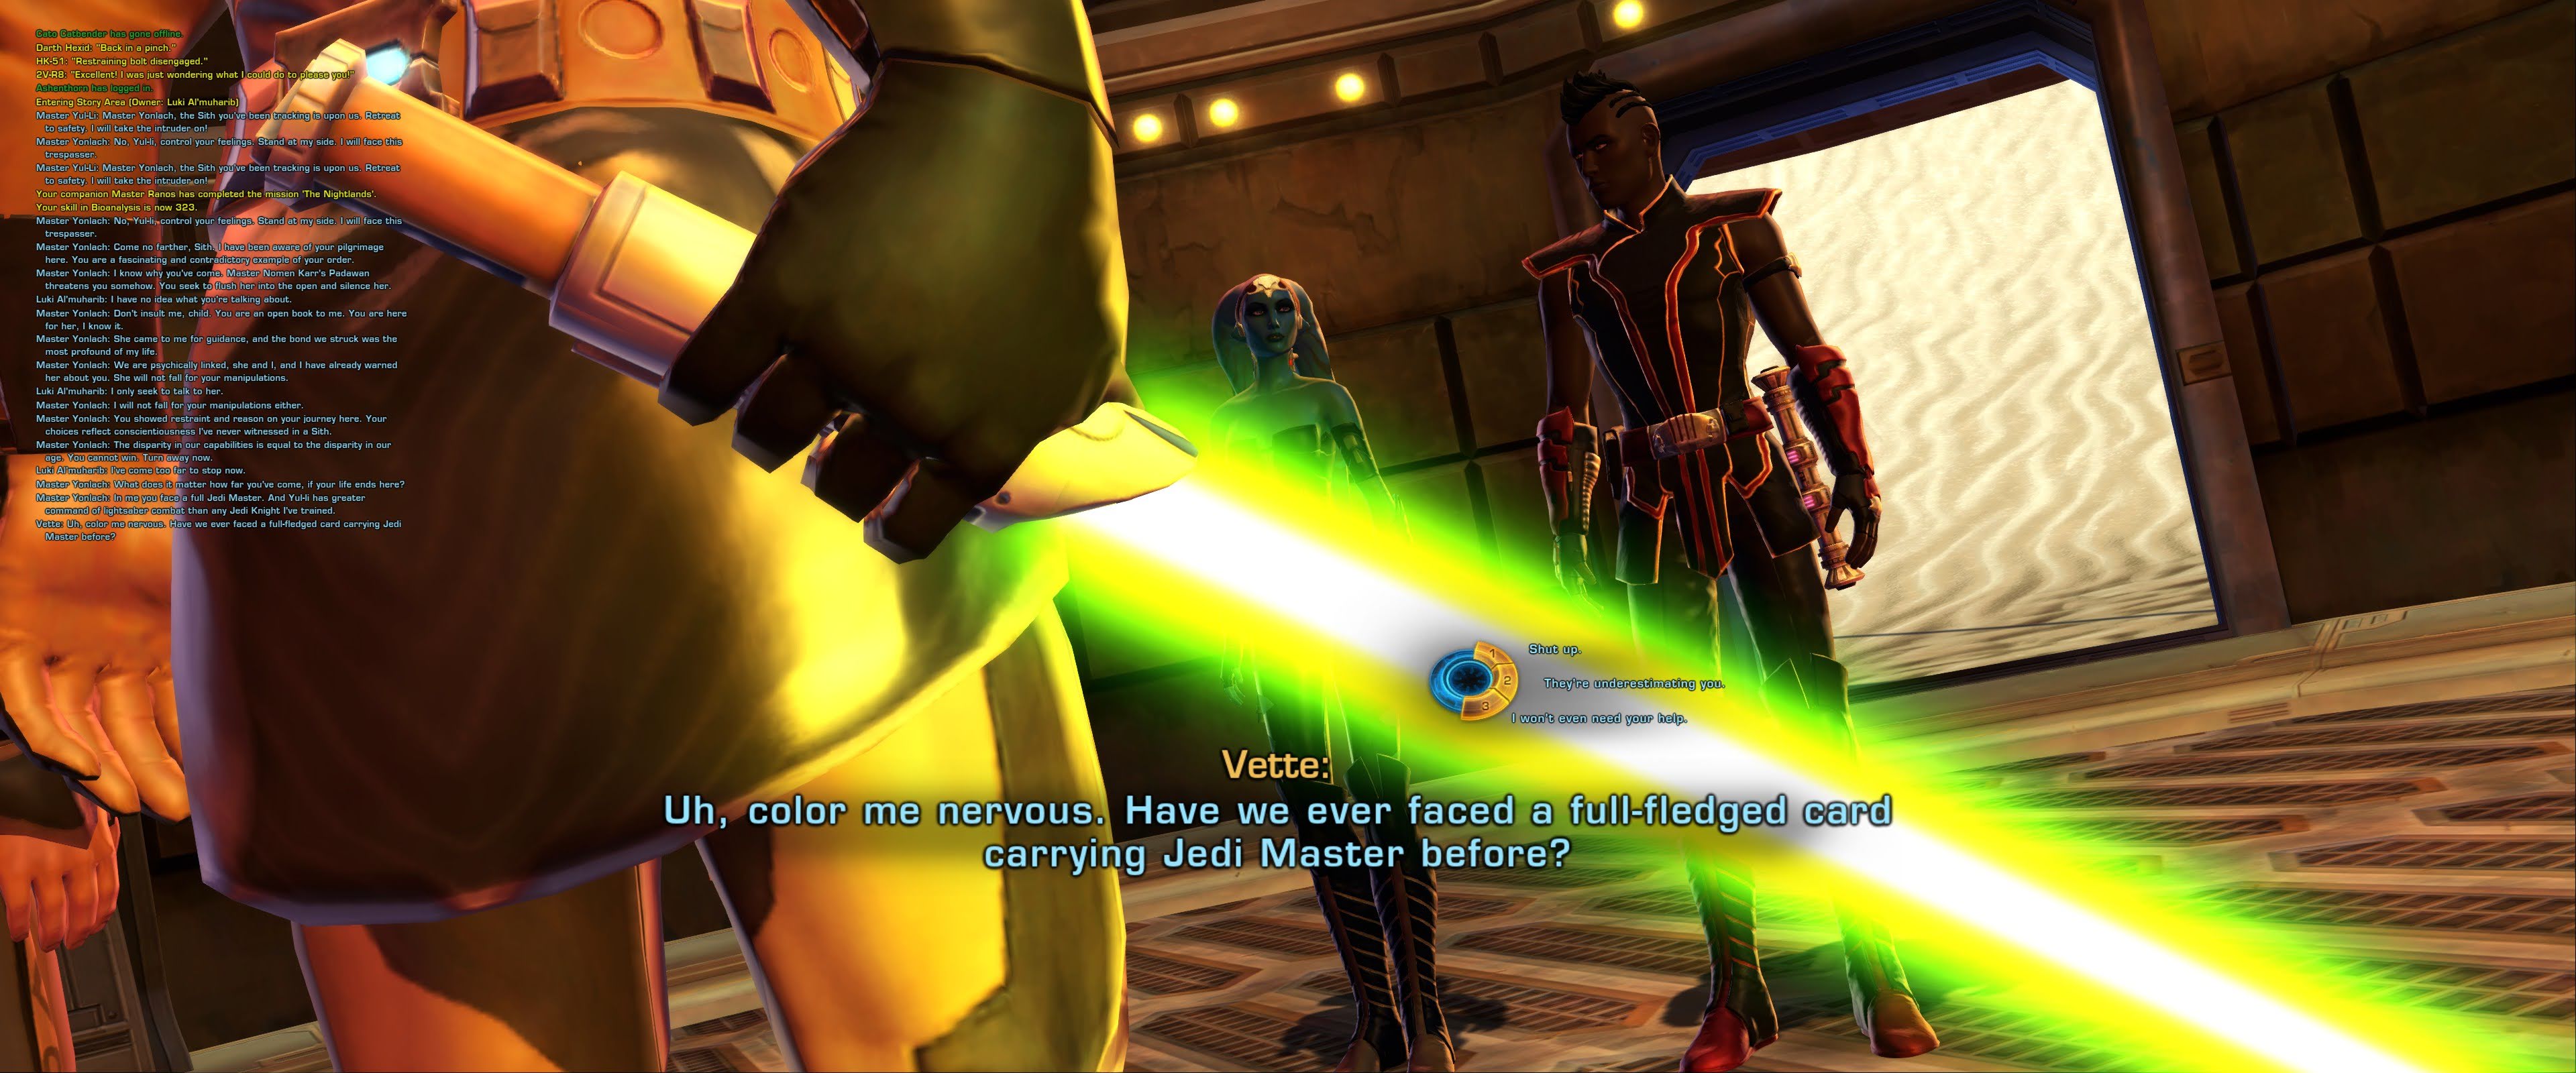 Cato Catbender has gone offline.
Darth Hexid: "Back in a pinch."
HK-51: "Restraining bolt disengaged."
2V-R8: "Excellent! I was just wondering what I could do to please you!"
Ashenthorn has logged in.
Entering Story Area (Owner: Luki Al'muharib)
Master Yul-Li: Master Yonlach, the Sith you've been tracking is upon us. Retreat
to safety. I will take the intruder on!
Master Yonlach: No, Yul-li, control your feelings. Stand at my side. I will face this
trespasser.
Master Yul-Li: Master Yonlach, the Sith you've been tracking is upon us. Retreat
to safety. I will take the intruder on!
Your companion Master Ranos has completed the mission 'The Nightlands'.
Your skill in Bioanalysis is now 323.
Master Yonlach: No, Yul-li, control your feelings. Stand at my side. I will face this
trespasser.
Master Yonlach: Come no farther, Sith. I have been aware of your pilgrimage
here. You are a fascinating and contradictory example of your order.
Master Yonlach: I know why you've come. Master Nomen Karr's Padawan
threatens you somehow. You seek to flush her into the open and silence her.
Luki Al'muharib: I have no idea what you're talking about.
Master Yonlach: Don't insult me, child. You are an open book to me. You are here
for her, I know it.
Master Yonlach: She came to me for guidance, and the bond we struck was the
most profound of my life.
Master Yonlach: We are psychically linked, she and I, and I have already warned
her about you. She will not fall for your manipulations.
Luki Al'muharib: I only seek to talk to her.
Master Yonlach: I will not fall for your manipulations either.
Master Yonlach: You showed restraint and reason on your journey here. Your
choices reflect conscientiousness I've never witnessed in a Sith.
Master Yonlach: The disparity in our capabilities is equal to the disparity in our
age. You cannot win. Turn away now.
Luki Al'muharib: I've come too far to stop now.
Master Yonlach: What does it matter how far you've come, if your life ends here?
Master Yonlach: In me you face a full Jedi Master. And Yul-li has greater
command of lightsaber combat than any Jedi Knight I've trained.
Vette: Uh, color me nervous. Have we ever faced a full-fledged card carrying Jedi
Master before?
1 Shut up.
2 They're underestimating you.
3 I won't even need your help.
Vette:
Uh, color me nervous. Have we ever faced a full-fledged card
carrying Jedi Master before?